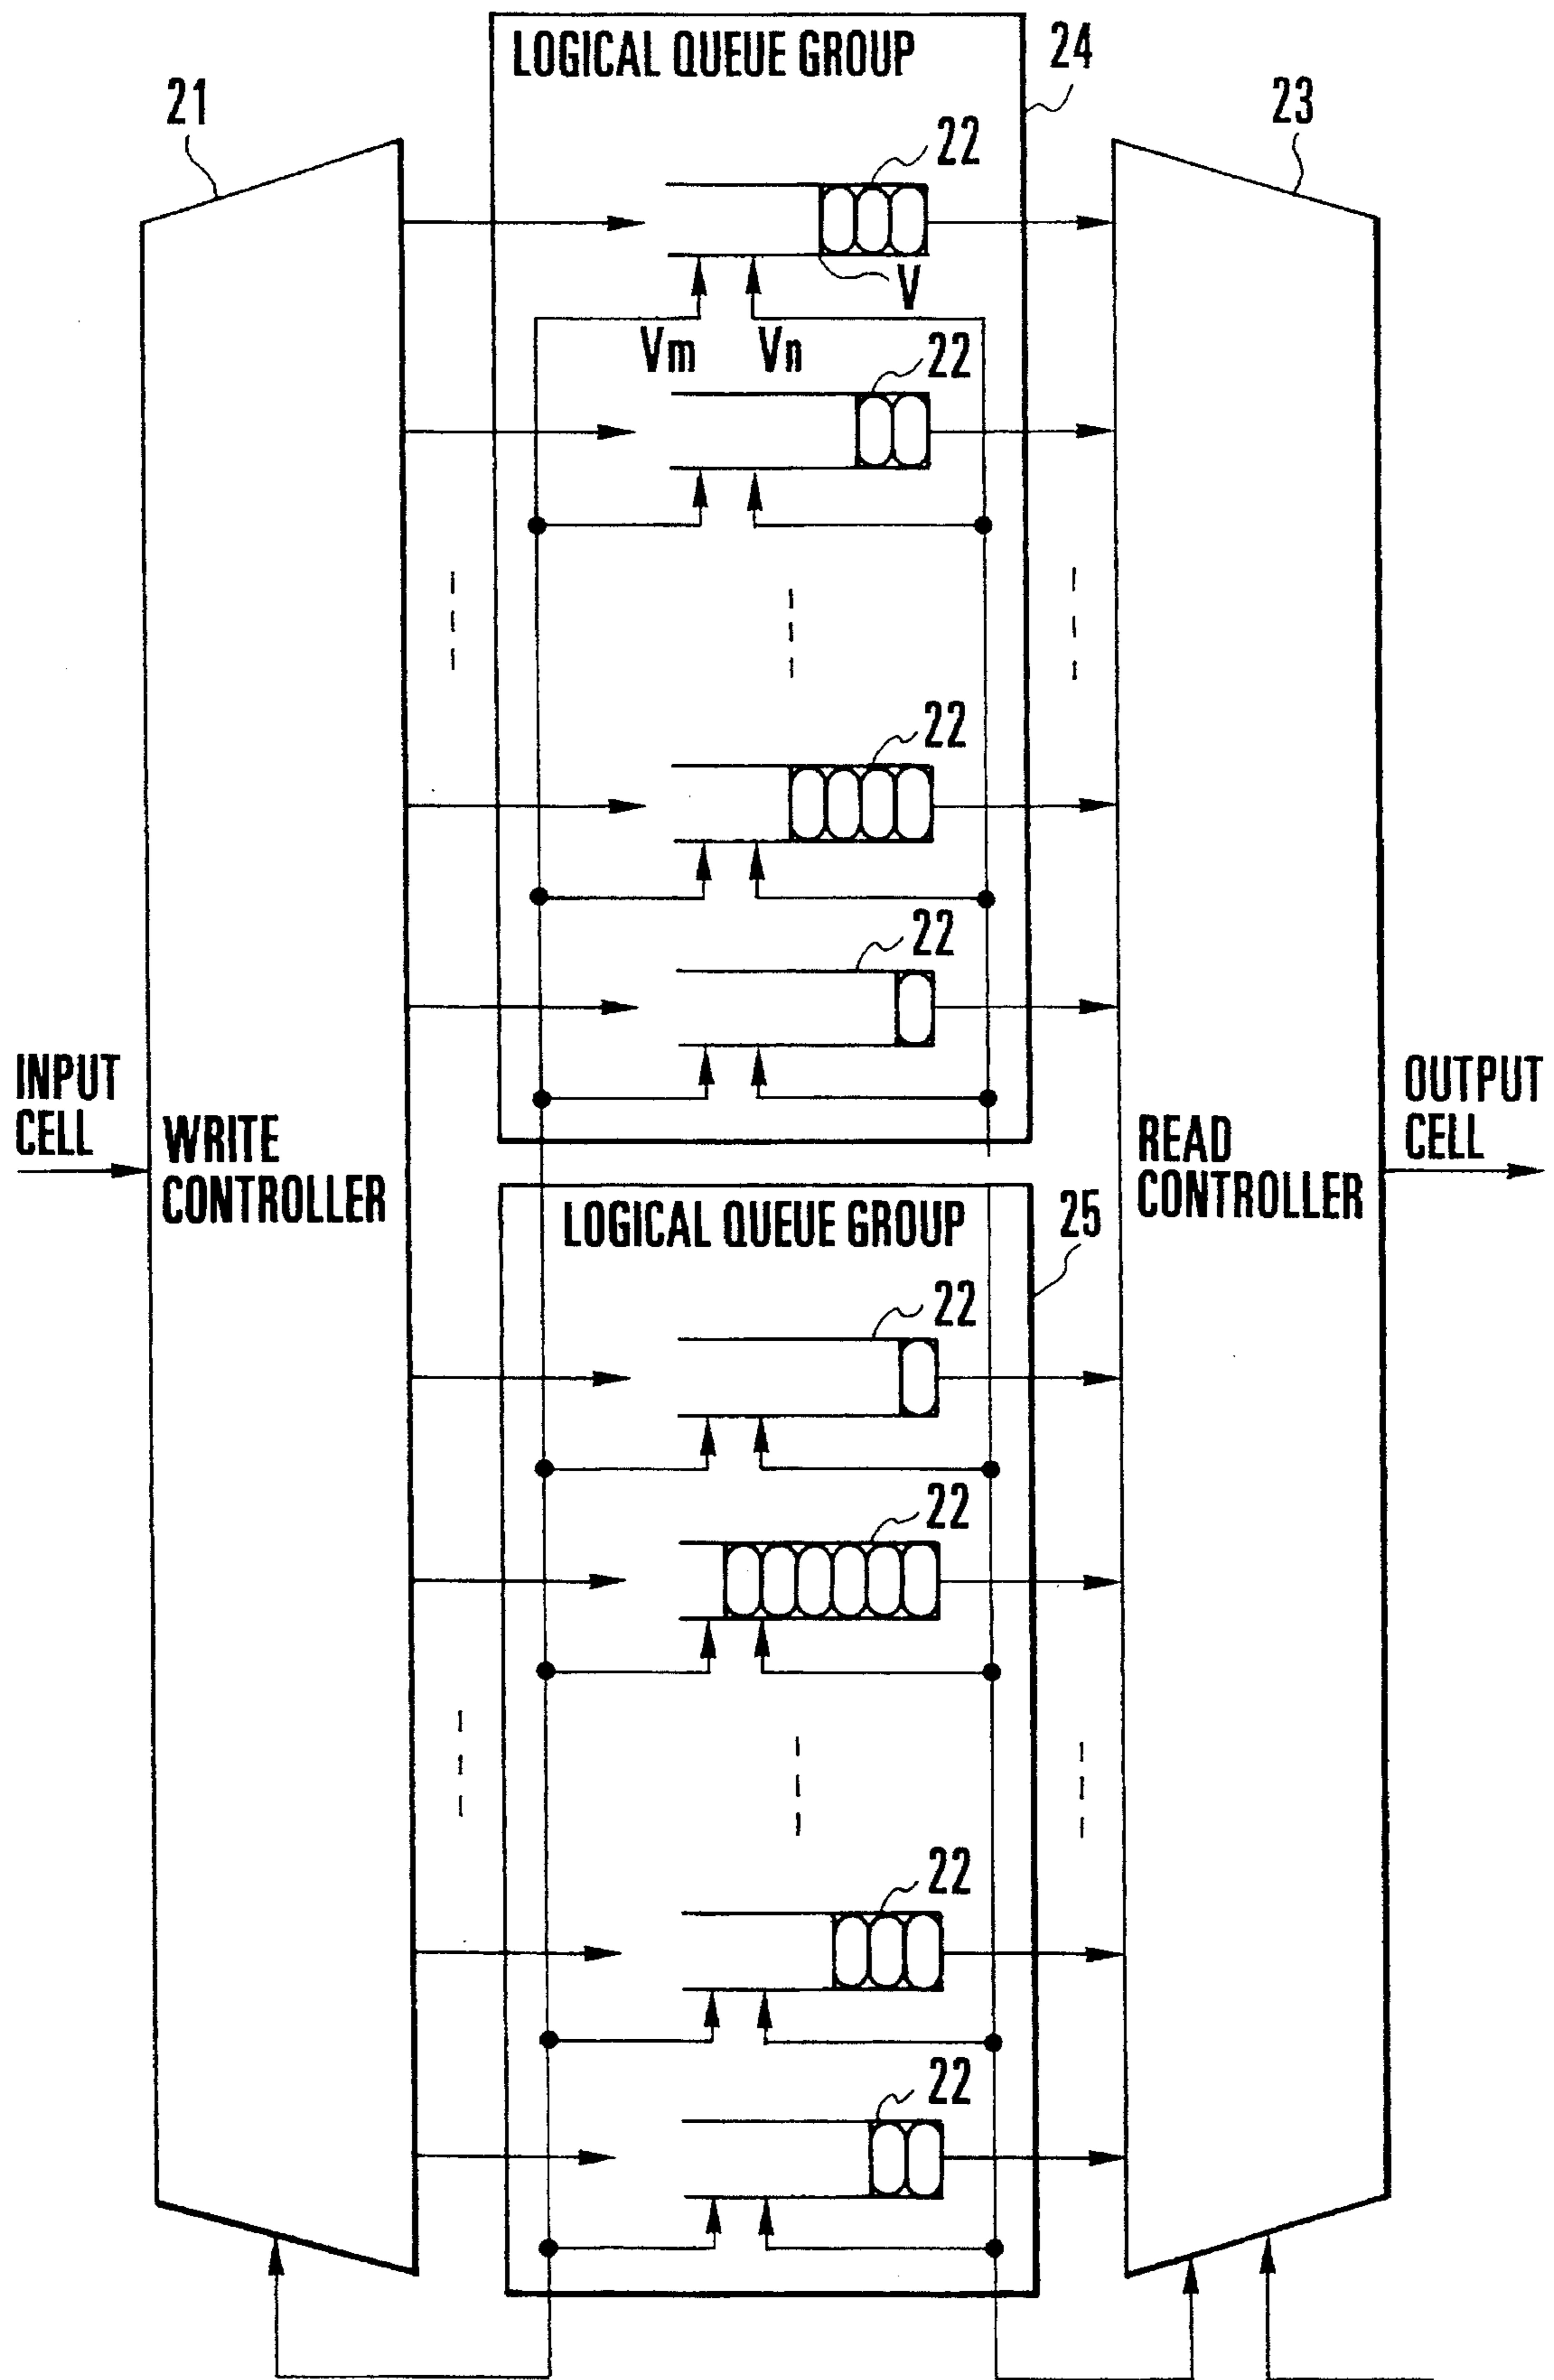 LOGICAL QUEUE GROUP
24
21
23
22
V
Vm
Vn
22
22
22
INPUT
CELL
WRITE
CONTROLLER
READ
CONTROLLER
OUTPUT
CELL
LOGICAL QUEUE GROUP
25
22
22
22
22